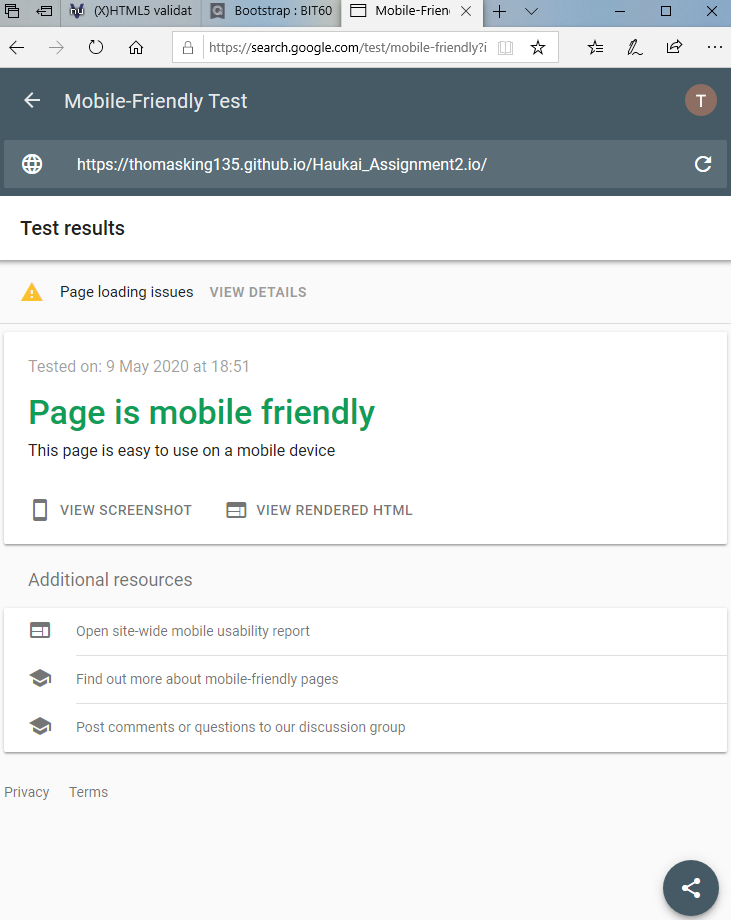 (X)HTML5 validat
Bootstrap : BIT60
Mobile-Frien
https://search.google.com/test/mobile-friendly?i
Mobile-Friendly Test
T
https://thomasking135.github.io/Haukai_Assignment2.io/
Test results
Page loading issues VIEW DETAILS
Tested on: 9 May 2020 at 18:51
Page is mobile friendly
This page is easy to use on a mobile device
VIEW SCREENSHOT VIEW RENDERED HTML
Additional resources
Open site-wide mobile usability report
Find out more about mobile-friendly pages
Post comments or questions to our discussion group
Privacy Terms